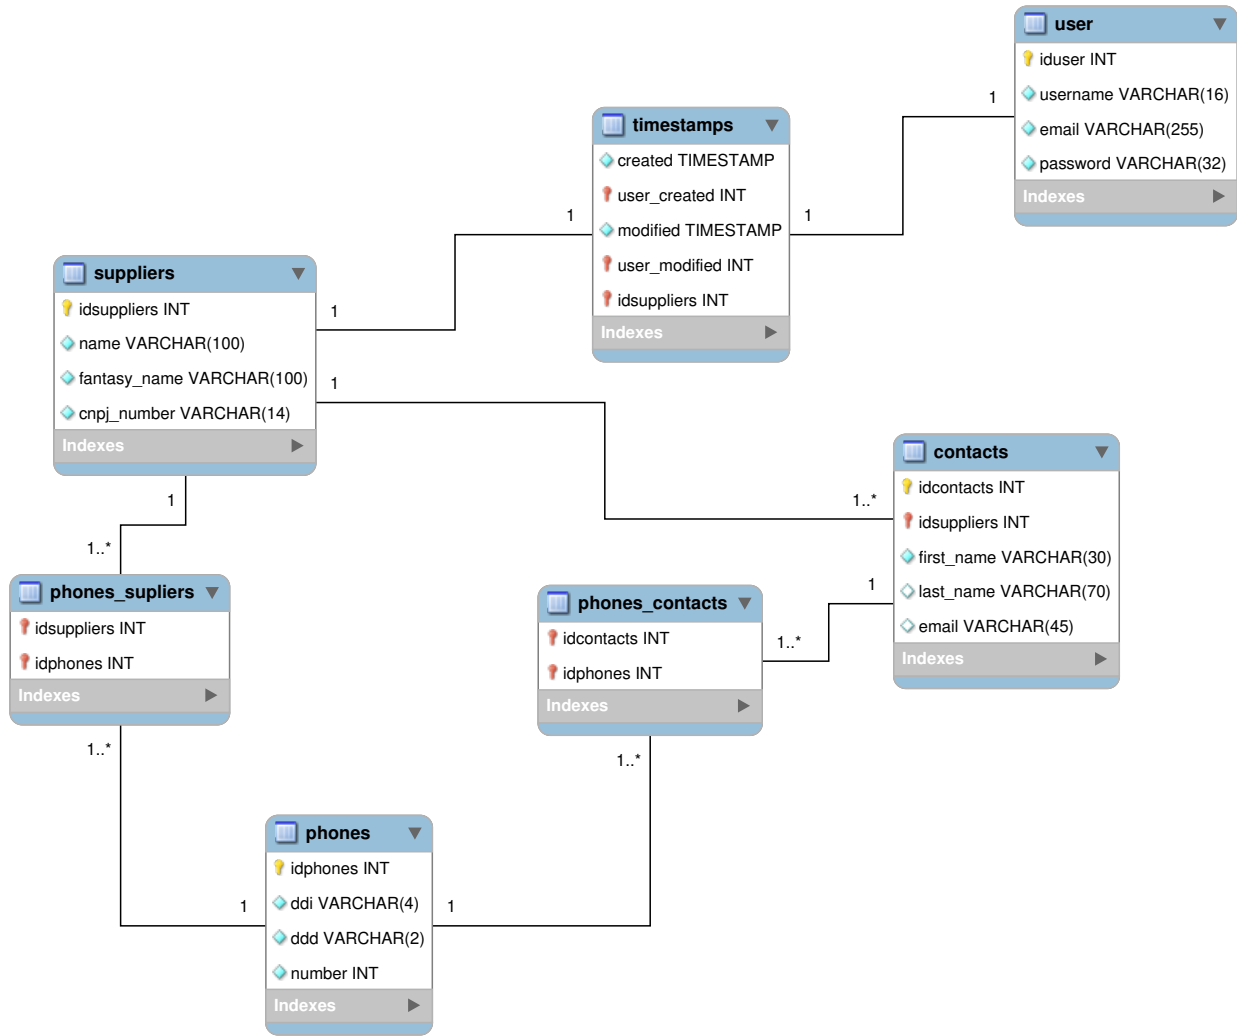 user
iduser INT
username VARCHAR(16)
email VARCHAR(255)
password VARCHAR(32)
Indexes
1
timestamps
created TIMESTAMP
user_created INT
modified TIMESTAMP
user_modified INT
idsuppliers INT
Indexes
1
1
suppliers
idsuppliers INT
name VARCHAR(100)
fantasy_name VARCHAR(100)
cnpj_number VARCHAR(14)
Indexes
1
1
1
contacts
idcontacts INT
idsuppliers INT
first_name VARCHAR(30)
last_name VARCHAR(70)
email VARCHAR(45)
Indexes
1..*
1
1..*
phones_supliers
idsuppliers INT
idphones INT
Indexes
1..*
phones_contacts
idcontacts INT
idphones INT
Indexes
1..*
1..*
phones
idphones INT
ddi VARCHAR(4)
ddd VARCHAR(2)
number INT
Indexes
1
1